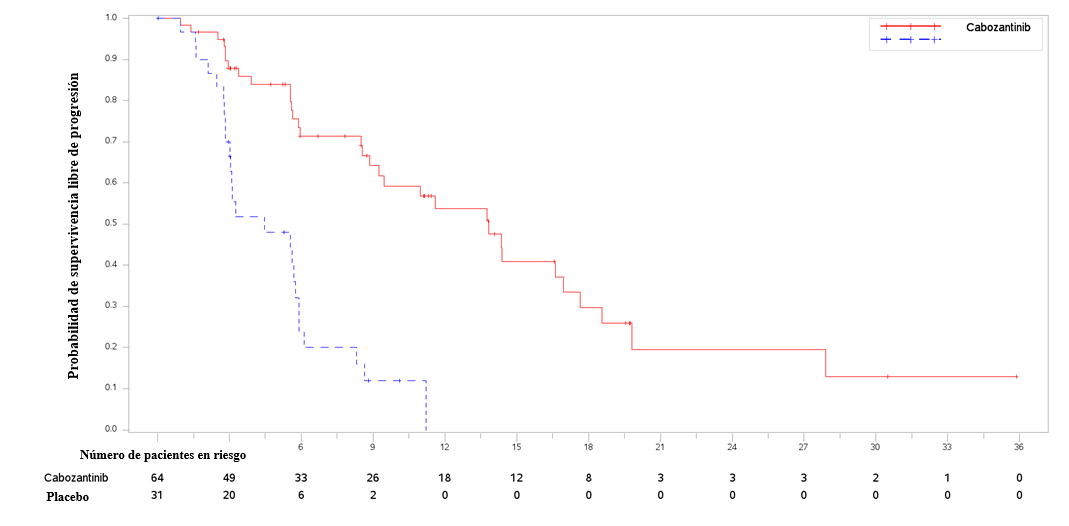 Cabozantinib
Probabilidad de supervivencia libre de progresión
1.0
0.9
0.8
0.7
0.6
0.5
0.4
0.3
0.2
0.1
0.0
6 9 12 15 18 21 24 27 30 33 36
Número de pacientes en riesgo
Cabozantinib 64 49 33 26 18 12 8 3 3 3 2 1 0
Placebo 31 20 6 2 0 0 0 0 0 0 0 0 0